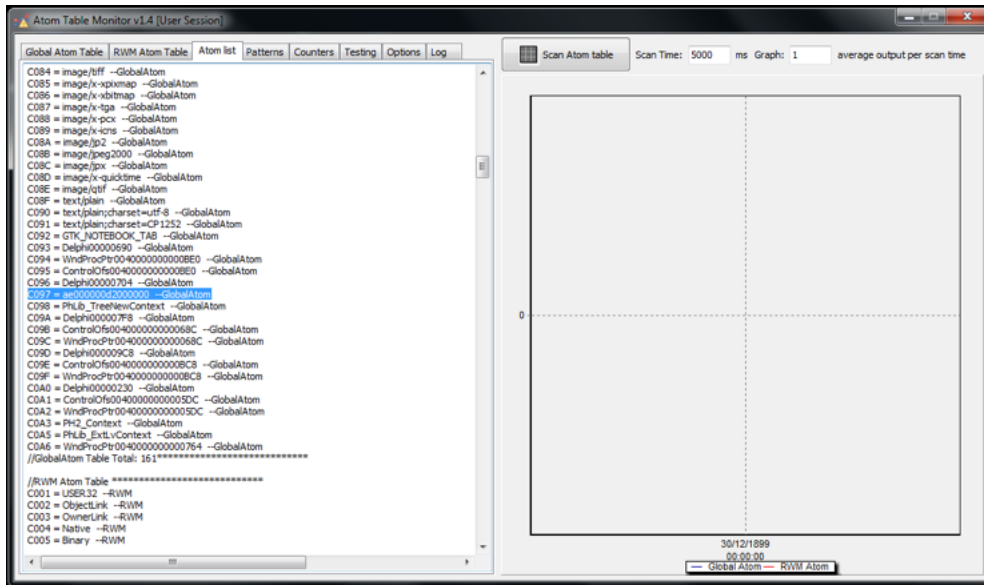 Atom Table Monitor v1.4 [User Session]
Global Atom Table RWM Atom Table Atom list Patterns Counters Testing Options Log
Scan Atom table Scan Time: 5000 ms Graph: 1 average output per scan time
C084 = image/tiff --GlobalAtom
C085 = image/x-xpixmap --GlobalAtom
C086 = image/x-xbitmap --GlobalAtom
C087 = image/x-tga --GlobalAtom
C088 = image/x-pcx --GlobalAtom
C089 = image/x-icns --GlobalAtom
C08A = image/jp2 --GlobalAtom
C08B = image/jpeg2000 --GlobalAtom
C08C = image/jpx --GlobalAtom
C08D = image/x-quicktime --GlobalAtom
C08E = image/qtif --GlobalAtom
C08F = text/plain --GlobalAtom
C090 = text/plain;charset=utf-8 --GlobalAtom
C091 = text/plain;charset=CP1252 --GlobalAtom
C092 = GTK_NOTEBOOK_TAB --GlobalAtom
C093 = Delphi00000690 --GlobalAtom
C094 = WndProcPtr0040000000000BE0 --GlobalAtom
C095 = ControlOfs0040000000000BE0 --GlobalAtom
C096 = Delphi00000704 --GlobalAtom
C097 = ae000000d2000000 --GlobalAtom
C098 = PhLib_TreeNewContext --GlobalAtom
C09A = Delphi000007F8 --GlobalAtom
C09B = ControlOfs004000000000068C --GlobalAtom
C09C = WndProcPtr004000000000068C --GlobalAtom
C09D = Delphi000009C8 --GlobalAtom
C09E = ControlOfs0040000000000BC8 --GlobalAtom
C09F = WndProcPtr0040000000000BC8 --GlobalAtom
C0A0 = Delphi00000230 --GlobalAtom
C0A1 = ControlOfs00400000000005DC --GlobalAtom
C0A2 = WndProcPtr00400000000005DC --GlobalAtom
C0A3 = PH2_Context --GlobalAtom
C0A5 = PhLib_ExtLvContext --GlobalAtom
C0A6 = WndProcPtr0040000000000764 --GlobalAtom
//GlobalAtom Table Total: 161****************************
//RWM Atom Table ****************************
C001 = USER32 --RWM
C002 = ObjectLink --RWM
C003 = OwnerLink --RWM
C004 = Native --RWM
C005 = Binary --RWM
0
30/12/1899
00:00:00
Global Atom RWM Atom